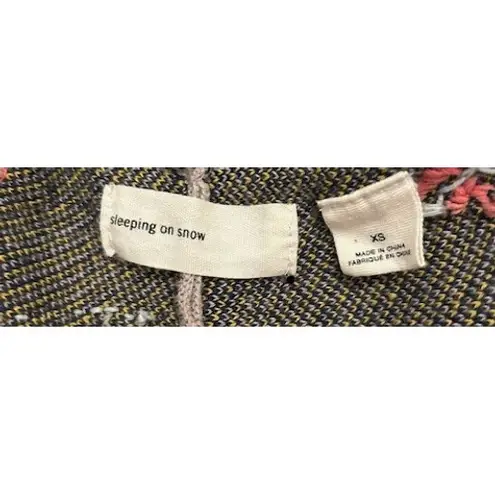 sleeping on snow
XS
MADE IN CHINA
FABRIQUÉ EN CHINE